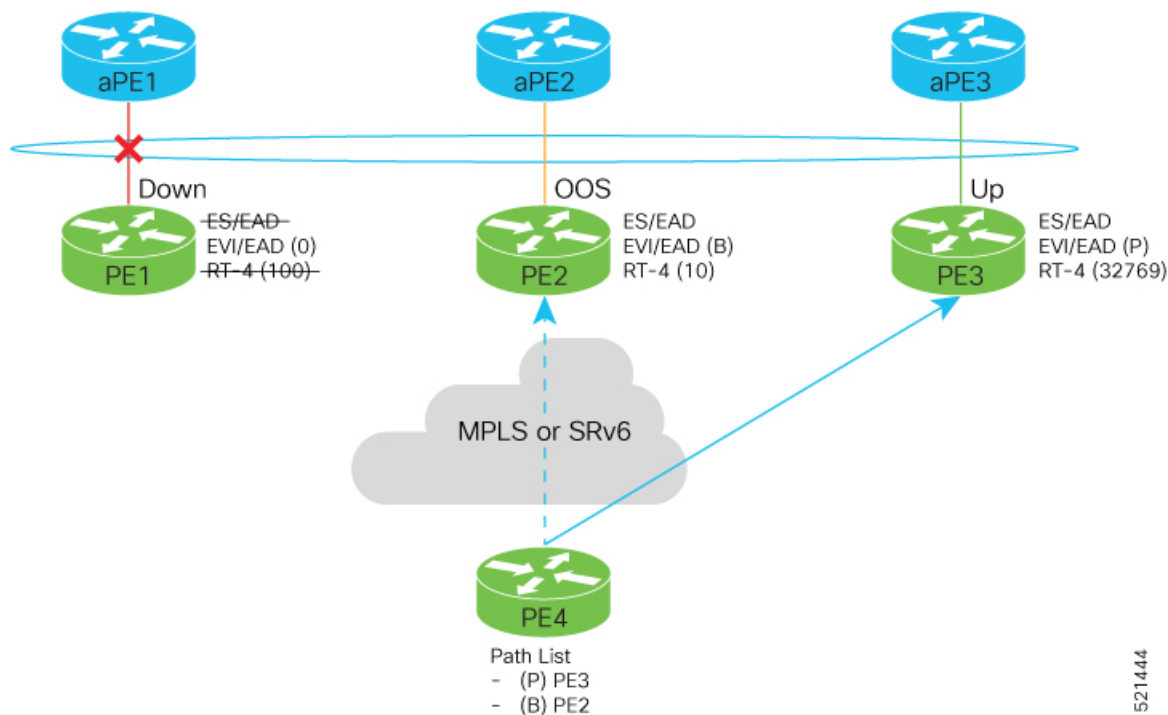 aPE1
aPE2
aPE3
Down
OOS
Up
ES/EAD
EVI/EAD (0)
RT-4 (100)
PE1
ES/EAD
EVI/EAD (B)
RT-4 (10)
PE2
ES/EAD
EVI/EAD (P)
RT-4 (32769)
PE3
MPLS or SRv6
PE4
Path List
- (P) PE3
- (B) PE2
521444